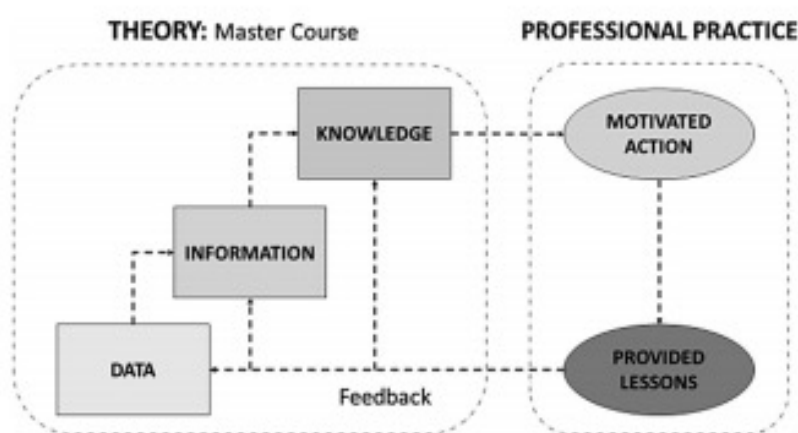 THEORY: Master Course
PROFESSIONAL PRACTICE
KNOWLEDGE
MOTIVATED
ACTION
INFORMATION
DATA
PROVIDED
LESSONS
Feedback